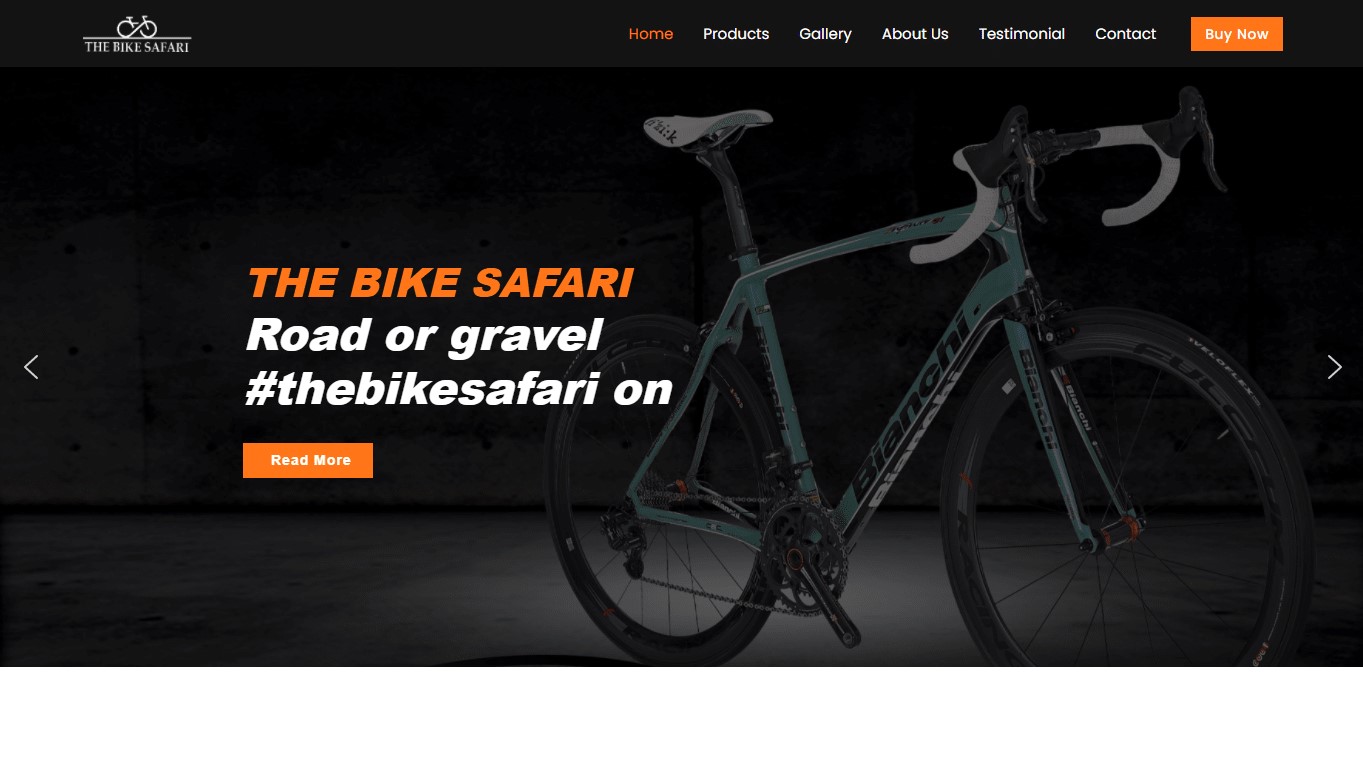 THE BIKE SAFARI
Home Products Gallery About Us Testimonial Contact Buy Now
THE BIKE SAFARI
Road or gravel
#thebikesafari on
Read More
Bianchi
Bianchi
Bianchi
VELOFLEX